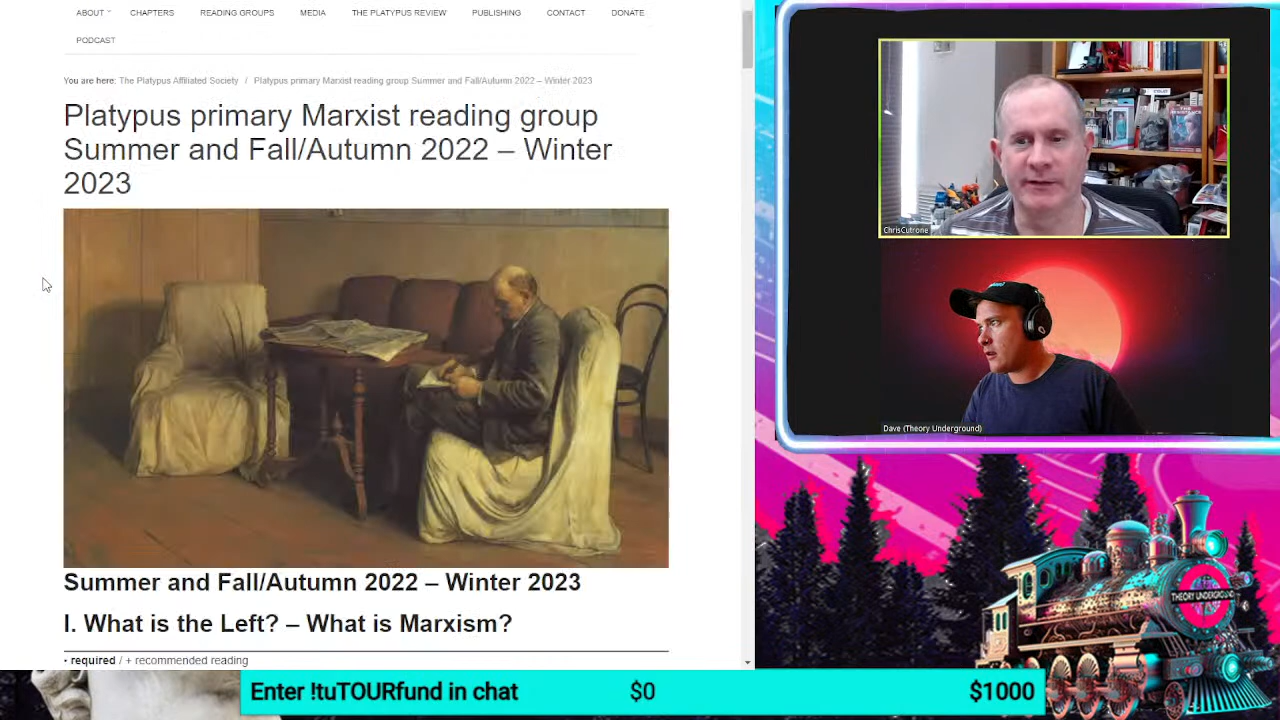 ABOUT CHAPTERS READING GROUPS MEDIA THE PLATYPUS REVIEW PUBLISHING CONTACT DONATE
PODCAST
You are here: The Platypus Affiliated Society / Platypus primary Marxist reading group Summer and Fall/Autumn 2022 – Winter 2023
Platypus primary Marxist reading group
Summer and Fall/Autumn 2022 – Winter
2023
Summer and Fall/Autumn 2022 – Winter 2023
I. What is the Left? – What is Marxism?
• required / + recommended reading
ChrisCutrone
Dave (Theory Underground)
THEORY UNDERGROUND
Enter !tuTOURfund in chat $0 $1000